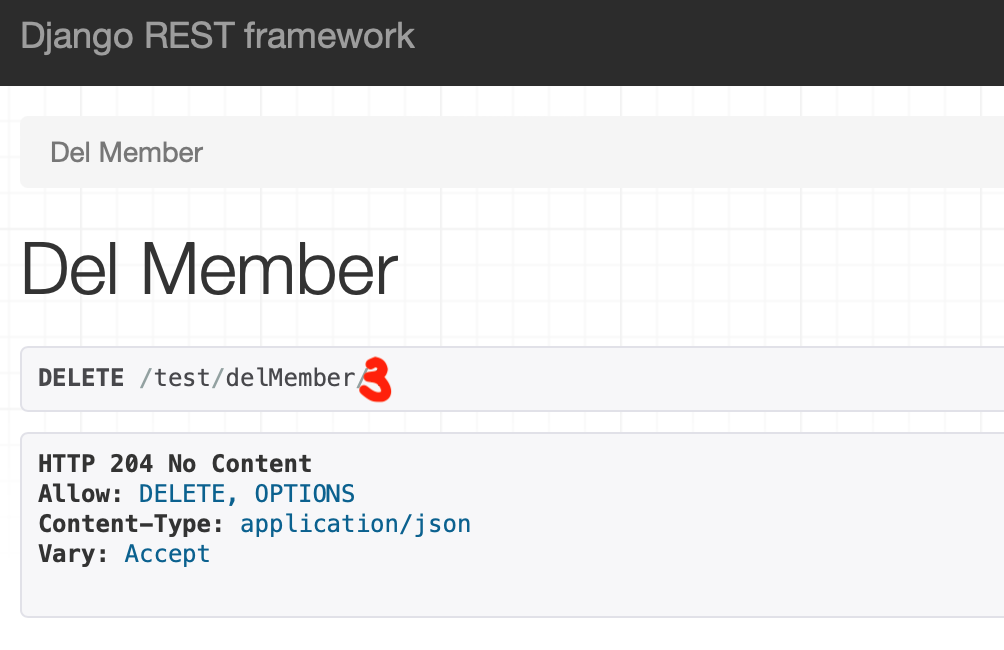 Django REST framework
Del Member
Del Member
DELETE /test/delMember/3
HTTP 204 No Content
Allow: DELETE, OPTIONS
Content-Type: application/json
Vary: Accept